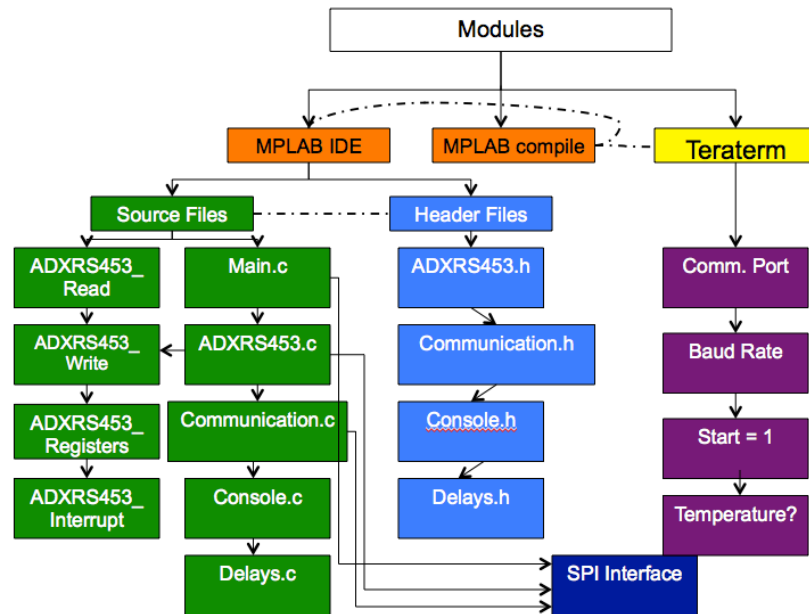 Modules
MPLAB IDE
MPLAB compile
Teraterm
Source Files
Header Files
ADXRS453_
Read
Main.c
ADXRS453.h
Comm. Port
ADXRS453_
Write
ADXRS453.c
Communication.h
Baud Rate
ADXRS453_
Registers
Communication.c
Console.h
Start = 1
ADXRS453_
Interrupt
Console.c
Delays.h
Temperature?
Delays.c
SPI Interface